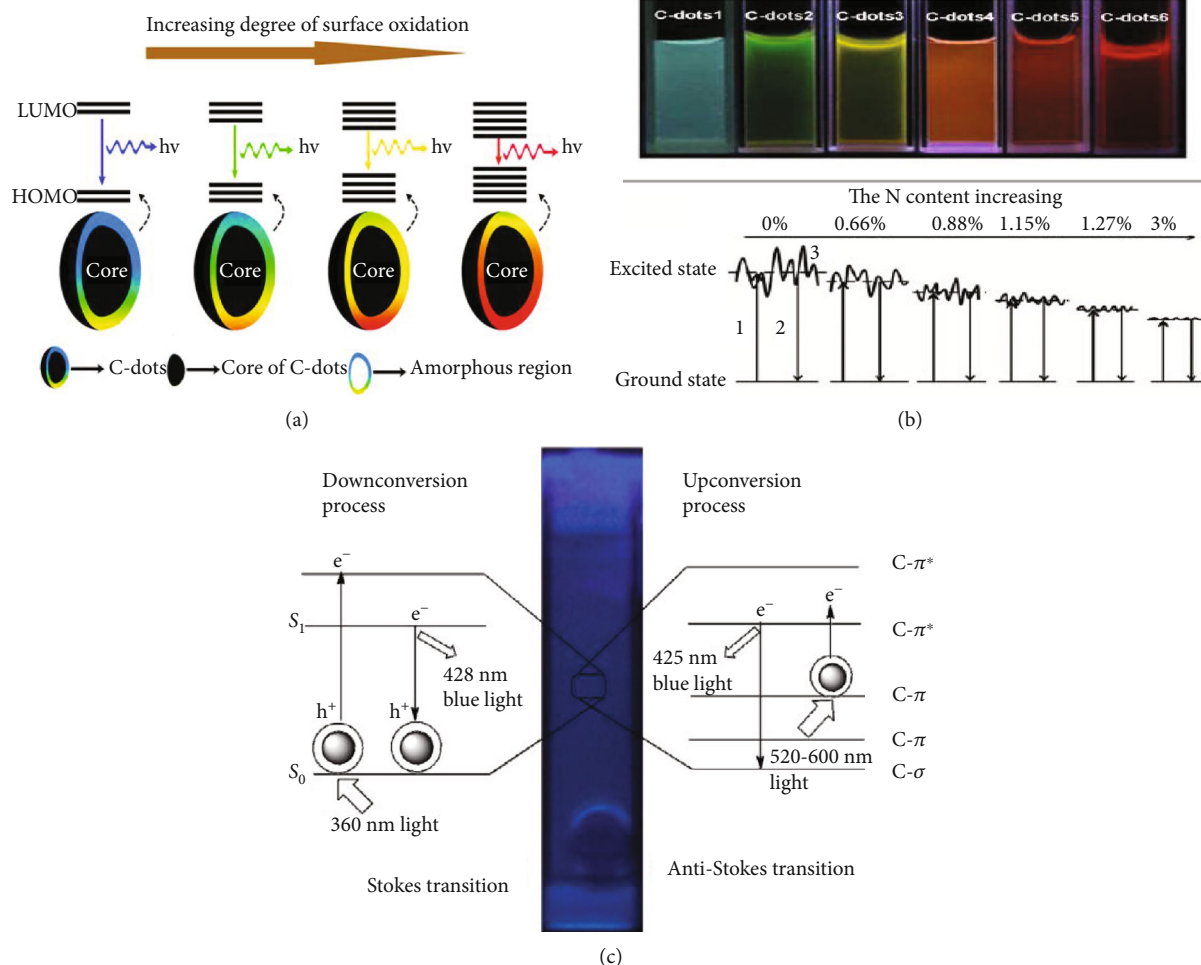 Increasing degree of surface oxidation
LUMO
hv
hv
hv
hv
HOMO
Core
Core
Core
Core
C-dots
Core of C-dots
Amorphous region
(a)
C-dots1
C-dots2
C-dots3
C-dots4
C-dots5
C-dots6
The N content increasing
0%
0.66%
0.88%
1.15%
1.27%
3%
Excited state
3
1
2
Ground state
(b)
Downconversion
process
e⁻
S₁
e⁻
428 nm
blue light
h⁺
h⁺
S₀
360 nm light
Stokes transition
Upconversion
process
C-π*
e⁻
e⁻
C-π*
425 nm
blue light
C-π
C-π
520-600 nm
light
C-σ
Anti-Stokes transition
(c)